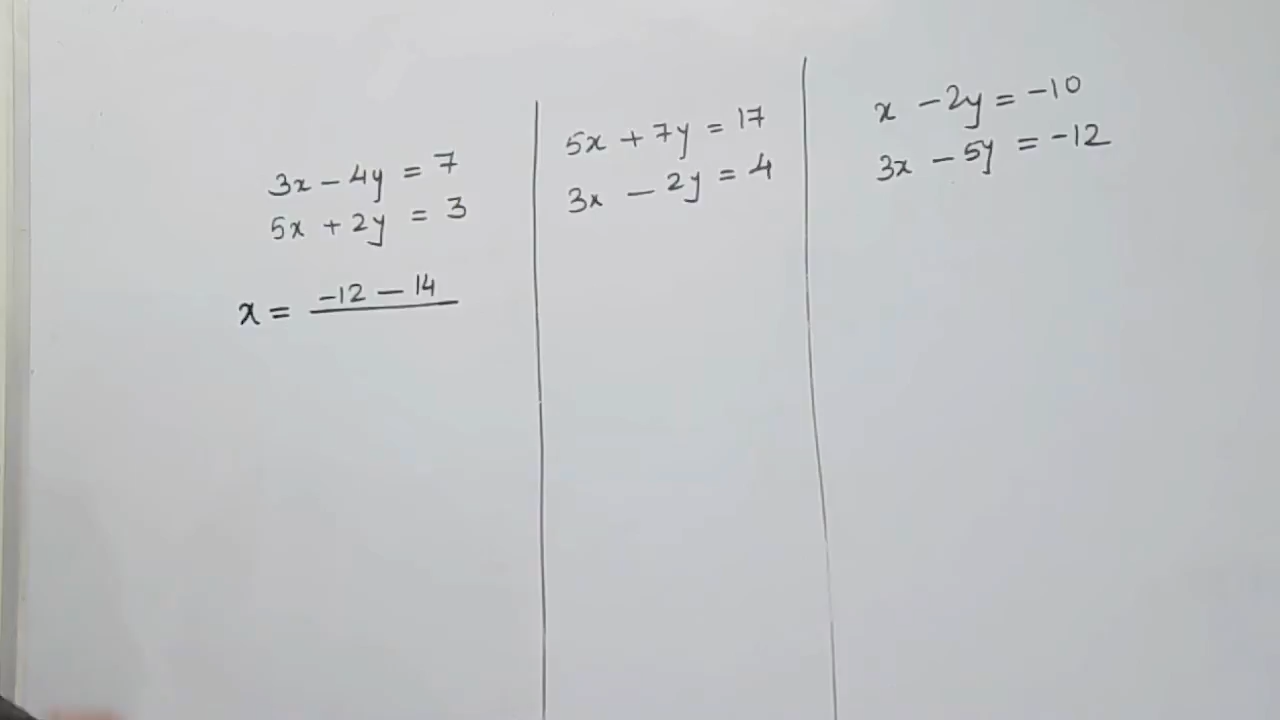 3x - 4y = 7
5x + 2y = 3
x = -12 - 14
5x + 7y = 17
3x - 2y = 4
x - 2y = -10
3x - 5y = -12